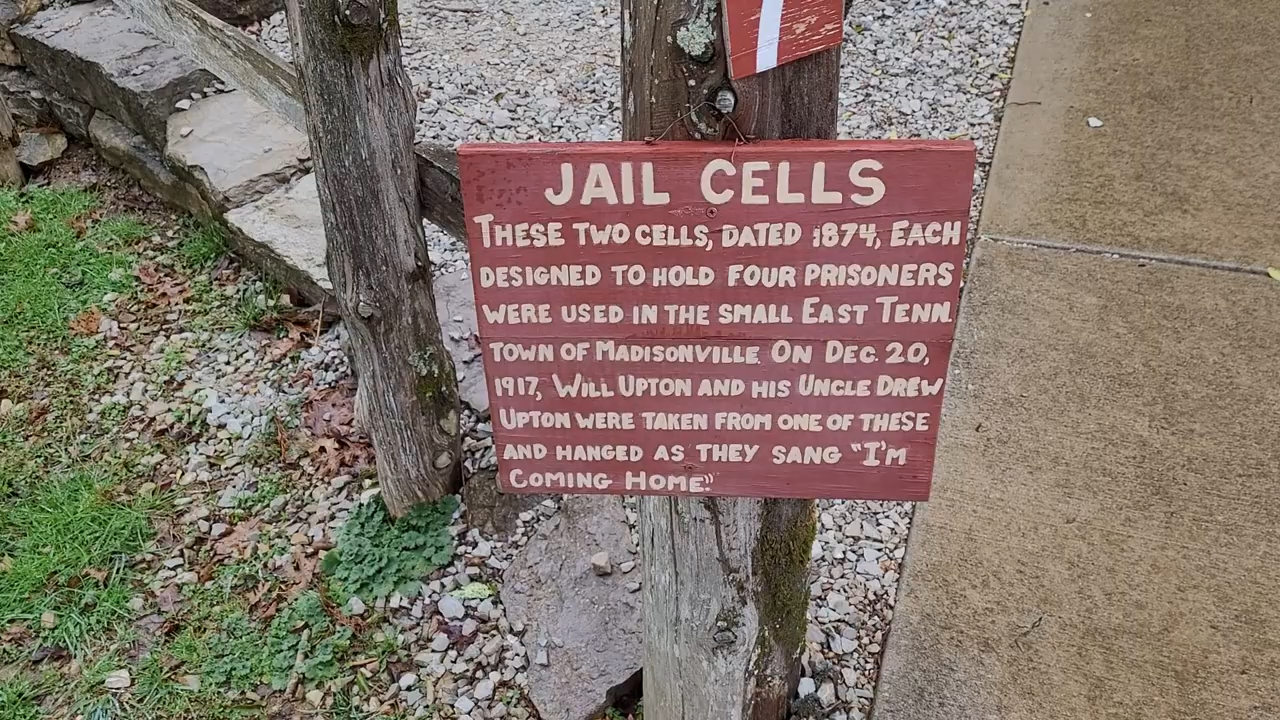 JAIL CELLS
THESE TWO CELLS, DATED 1874, EACH
DESIGNED TO HOLD FOUR PRISONERS
WERE USED IN THE SMALL EAST TENN.
TOWN OF MADISONVILLE. ON DEC. 20,
1917, WILL UPTON AND HIS UNCLE DREW
UPTON WERE TAKEN FROM ONE OF THESE
AND HANGED AS THEY SANG "I'M
COMING HOME."